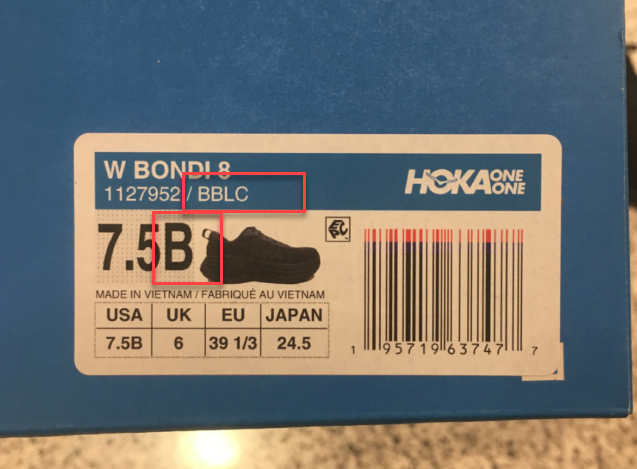 W BONDI 8
1127952 / BBLC
HOKA ONE ONE
7.5B
MADE IN VIETNAM / FABRIQUÉ AU VIETNAM
USA UK EU JAPAN
7.5B 6 39 1/3 24.5
1 95719 63747 7